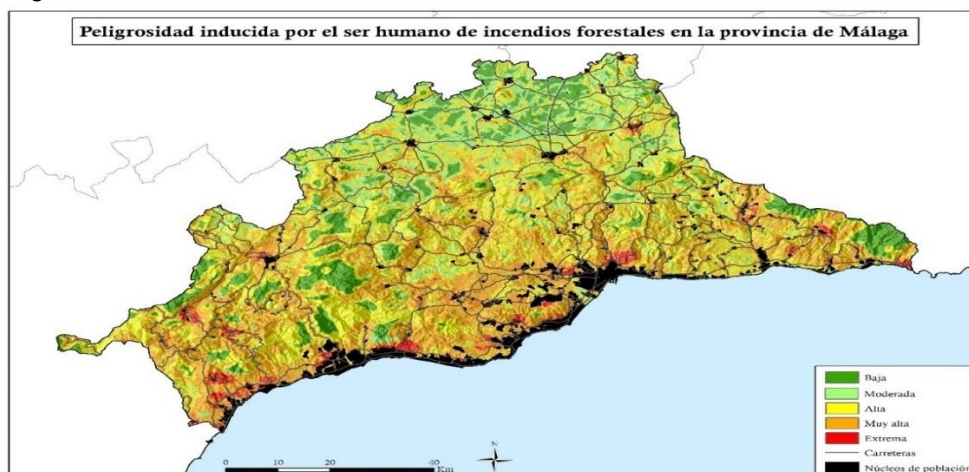 Peligrosidad inducida por el ser humano de incendios forestales en la provincia de Málaga
Baja
Moderada
Alta
Muy alta
Extrema
Carreteras
Núcleos de población
0 10 20 40
Km
N